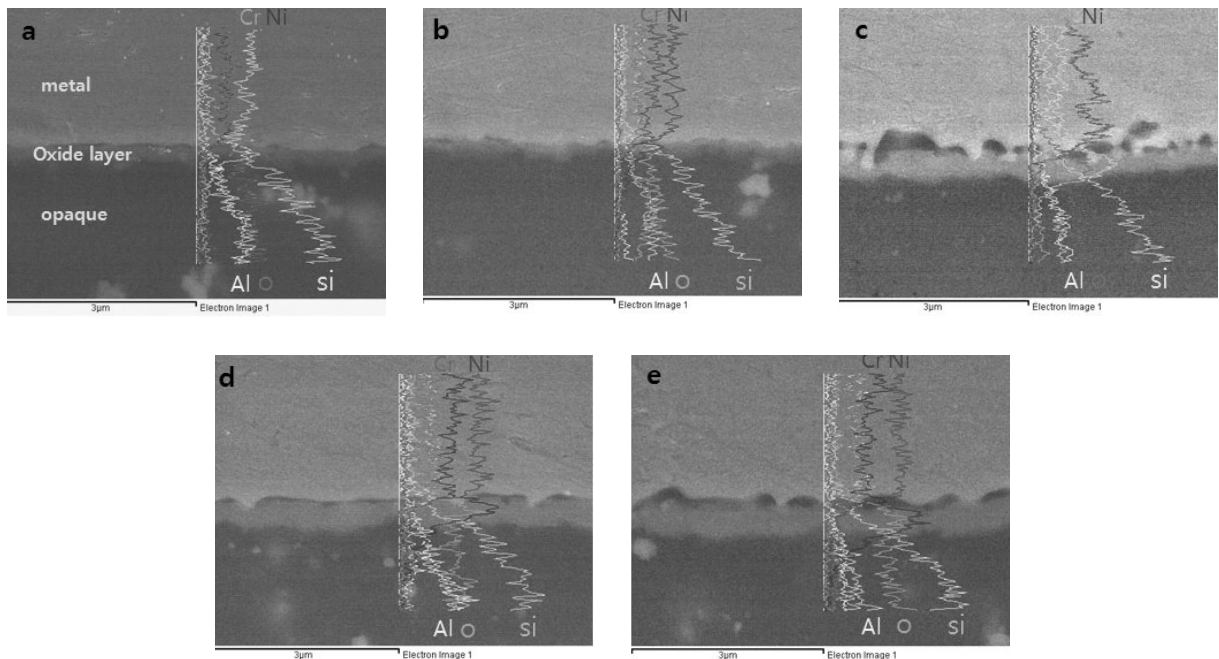 a
Cr Ni
metal
Oxide layer
opaque
Al O si
3μm
Electron Image 1
b
Cr Ni
Al O si
3μm
Electron Image 1
c
Ni
Al O si
3μm
Electron Image 1
d
Cr Ni
Al O si
3μm
Electron Image 1
e
Cr Ni
Al O si
3μm
Electron Image 1